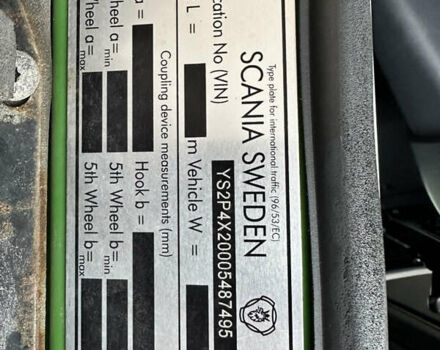 Type plate for international traffic (96/53/EC)
SCANIA SWEDEN
cation No (VIN) YS2P4X20005487495
L = m Vehicle W =
Coupling device measurements (mm)
a = Hook b =
Wheel a= min 5th Wheel b= min
Wheel a= max 5th Wheel b= max